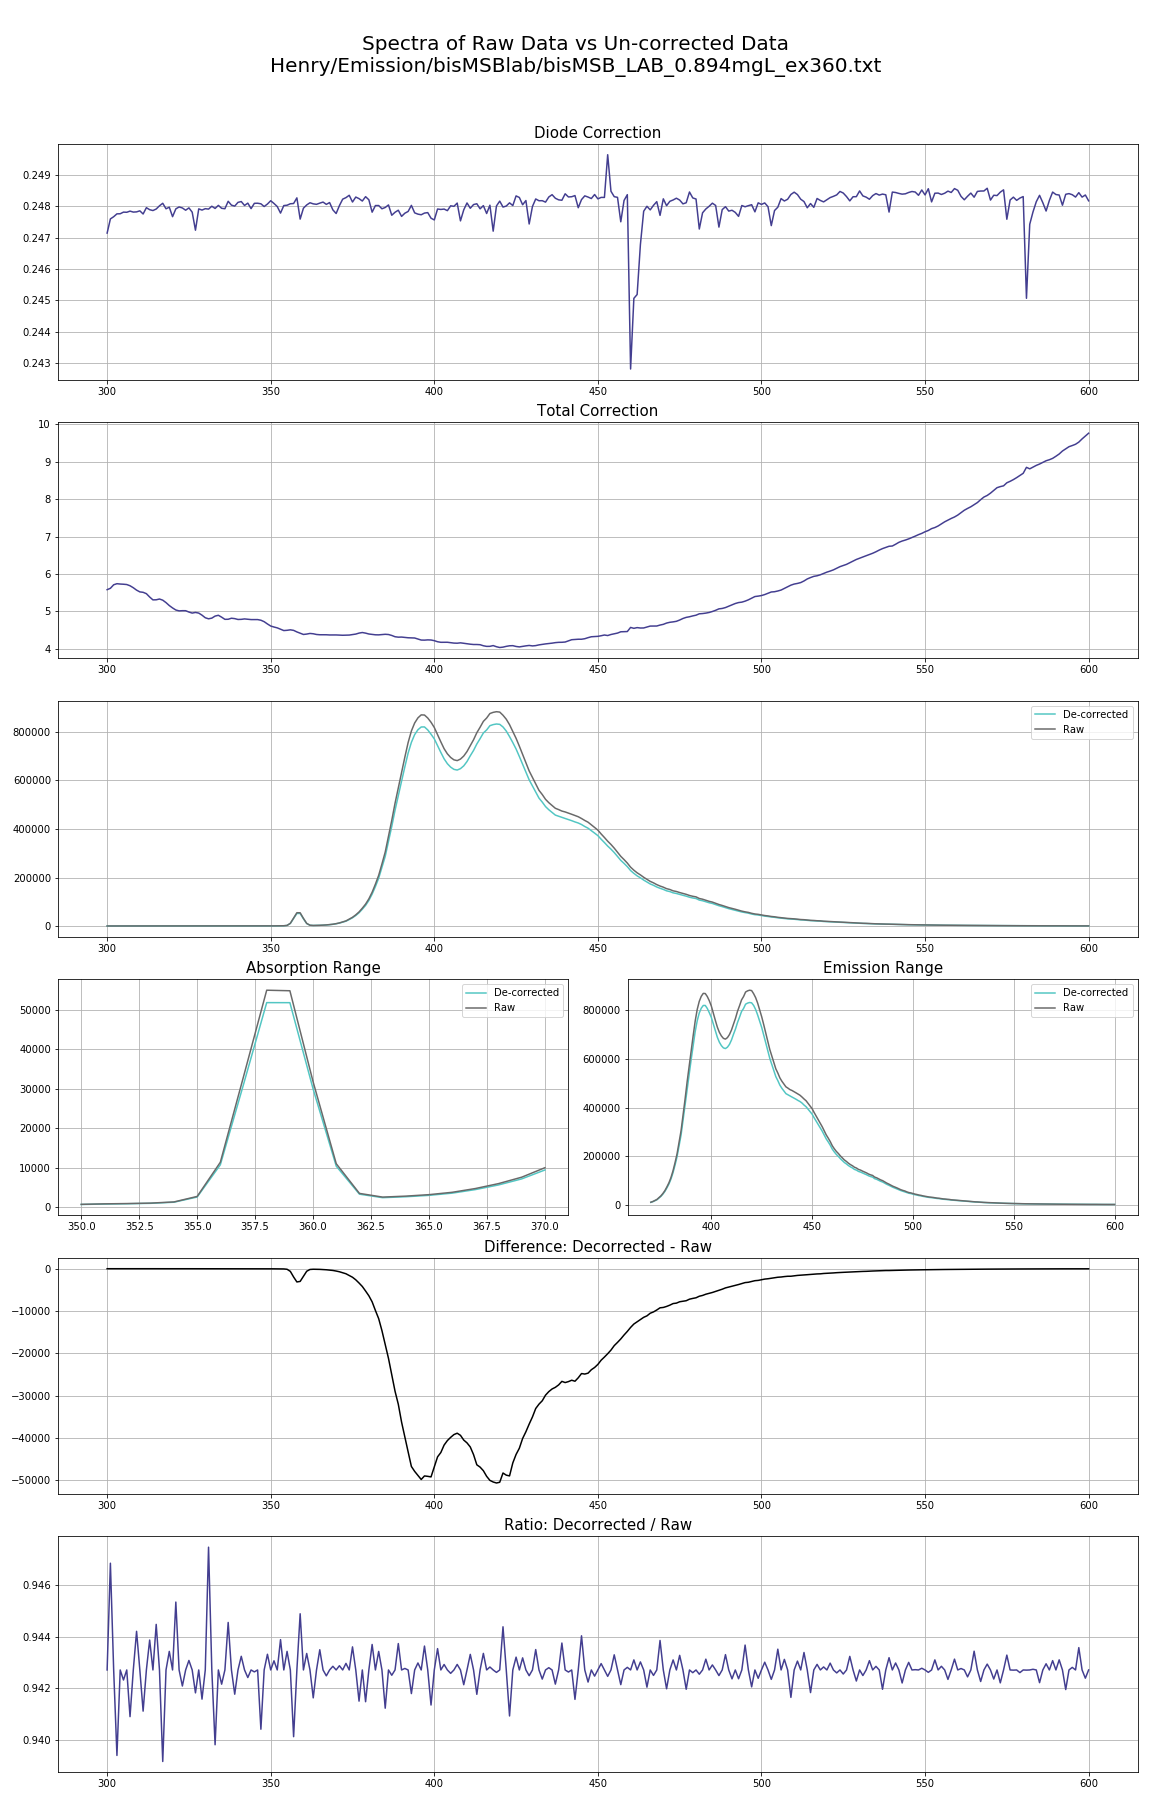 Spectra of Raw Data vs Un-corrected Data
Henry/Emission/bisMSBlab/bisMSB_LAB_0.894mgL_ex360.txt
Diode Correction
0.249
0.248
0.247
0.246
0.245
0.244
0.243
300 350 400 450 500 550 600
Total Correction
10
9
8
7
6
5
4
300 350 400 450 500 550 600
De-corrected
Raw
800000
600000
400000
200000
0
300 350 400 450 500 550 600
Absorption Range
De-corrected
Raw
50000
40000
30000
20000
10000
0
350.0 352.5 355.0 357.5 360.0 362.5 365.0 367.5 370.0
Emission Range
De-corrected
Raw
800000
600000
400000
200000
0
400 450 500 550 600
Difference: Decorrected - Raw
0
−10000
−20000
−30000
−40000
−50000
300 350 400 450 500 550 600
Ratio: Decorrected / Raw
0.946
0.944
0.942
0.940
300 350 400 450 500 550 600